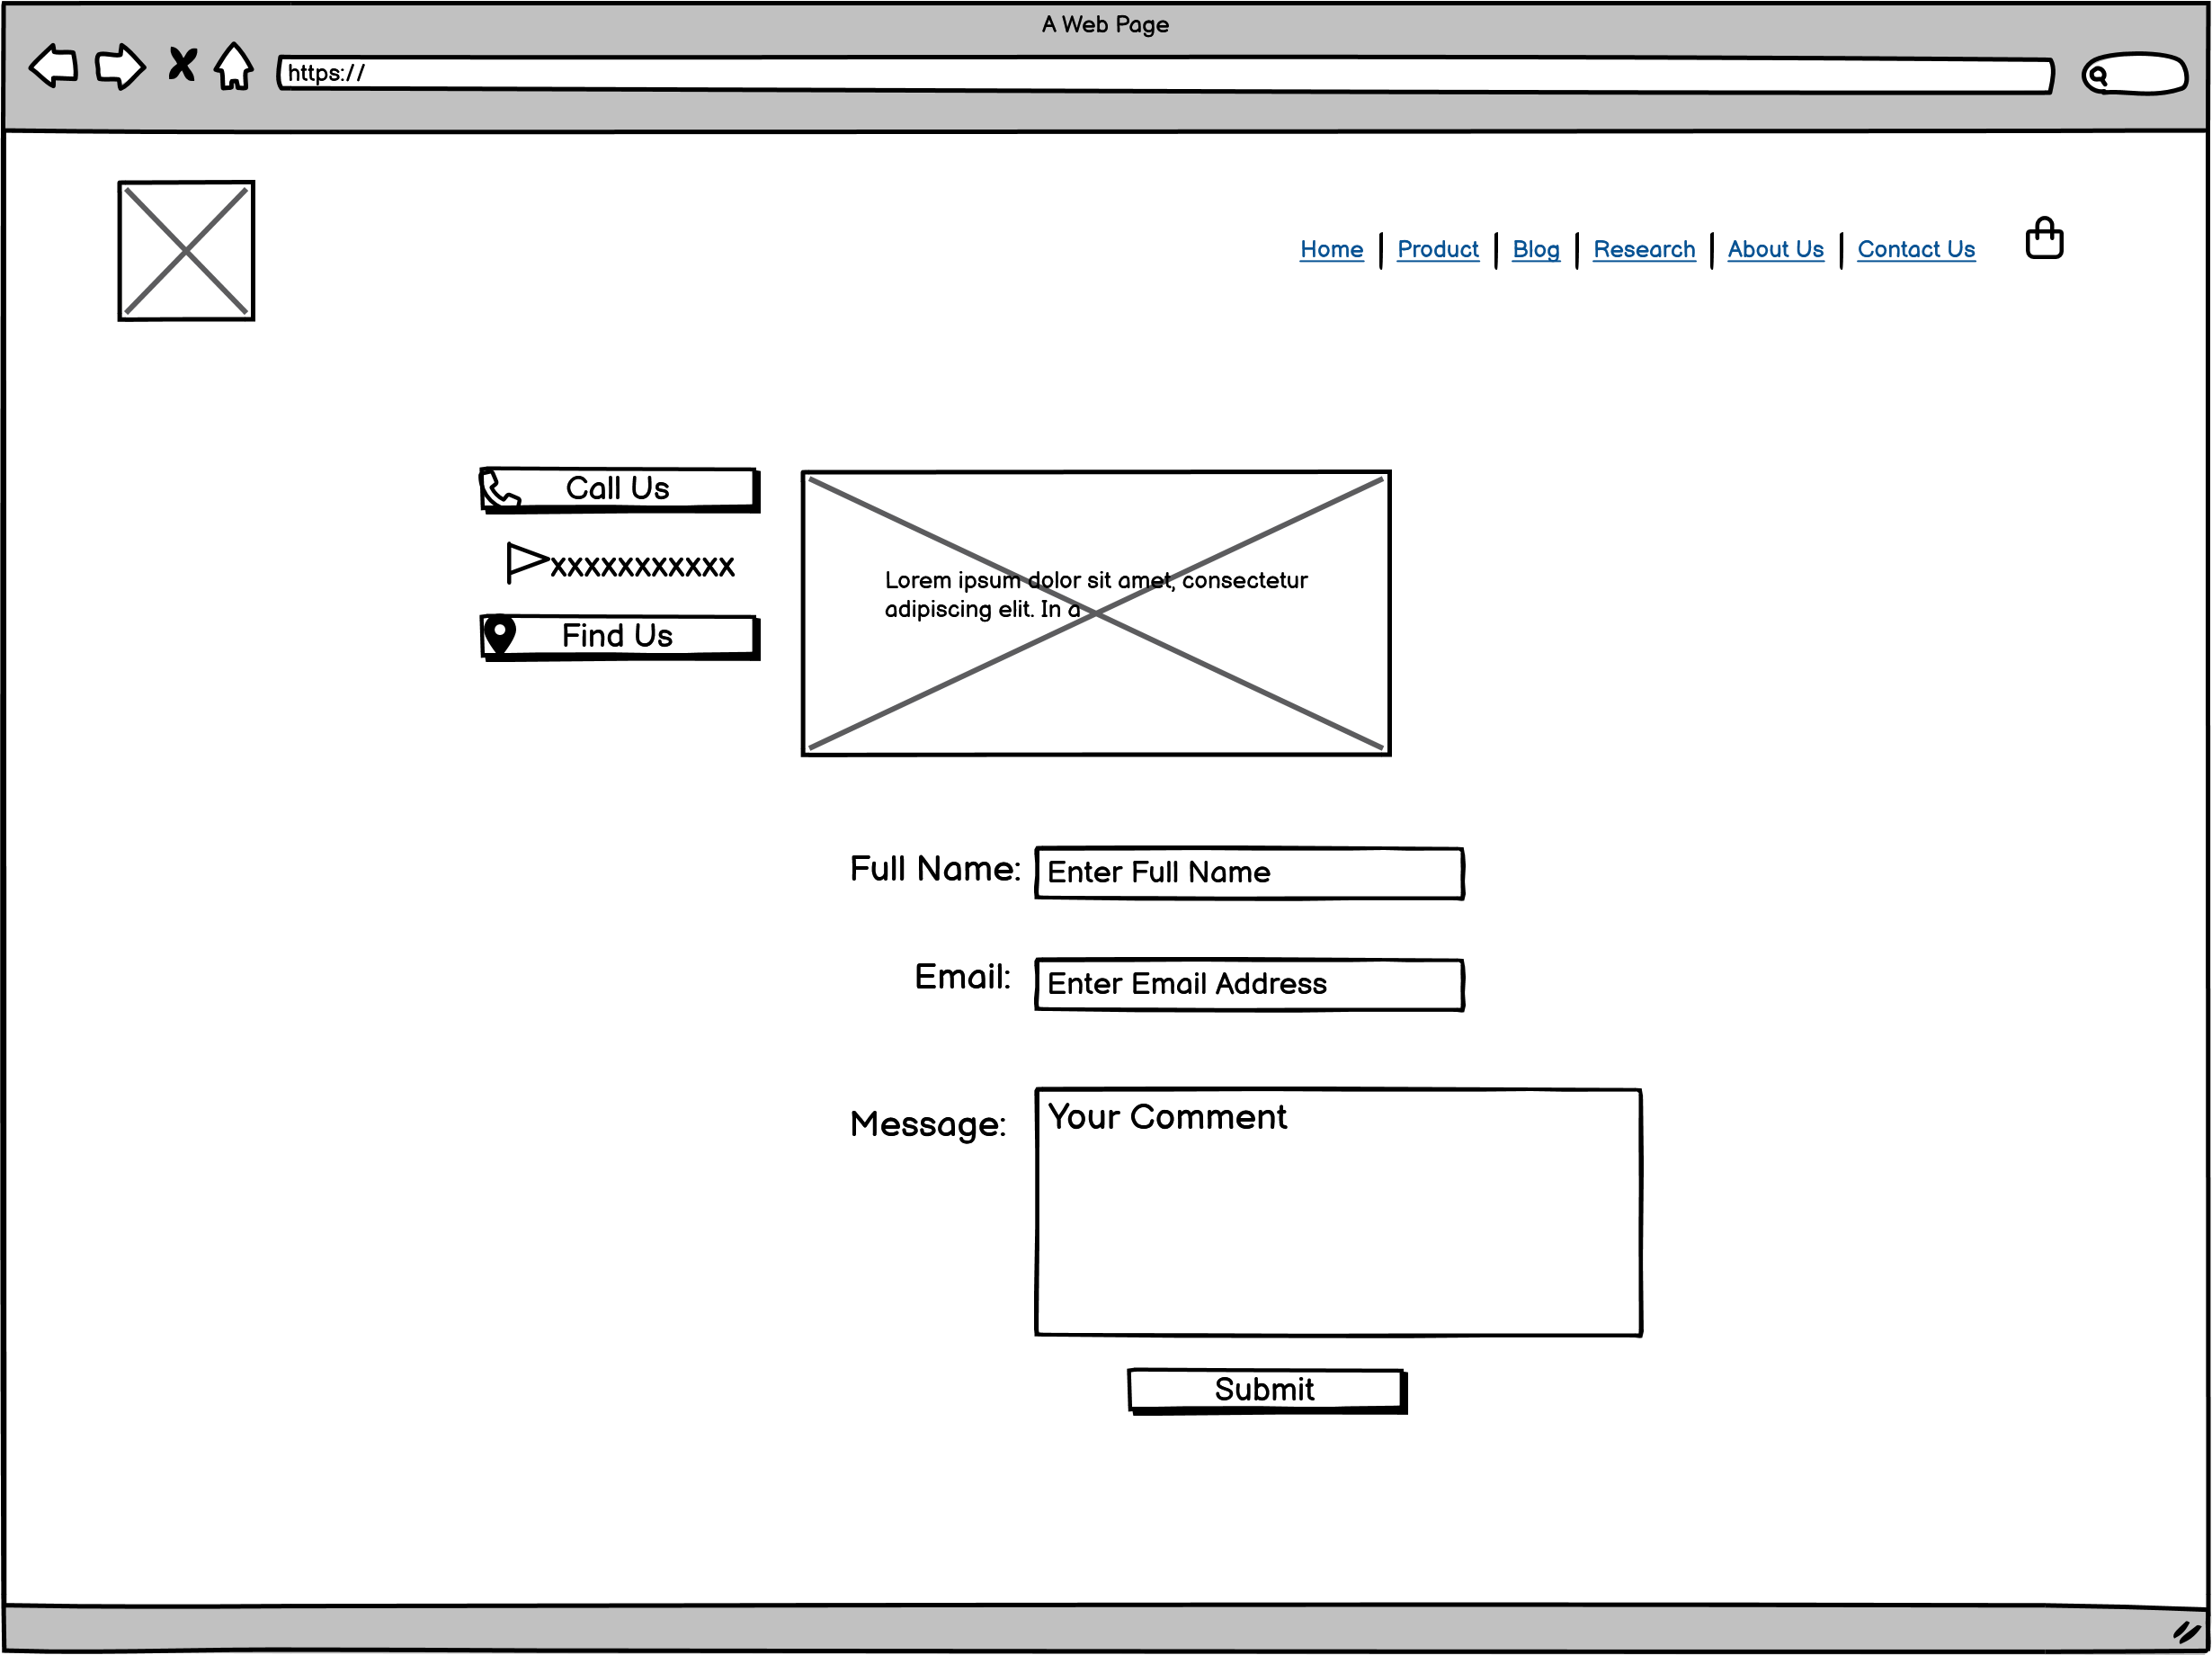 A Web Page
https://
Home | Product | Blog | Research | About Us | Contact Us
Call Us
xxxxxxxxxxx
Find Us
Lorem ipsum dolor sit amet, consectetur
adipiscing elit. In a
Full Name: Enter Full Name
Email: Enter Email Address
Message: Your Comment
Submit